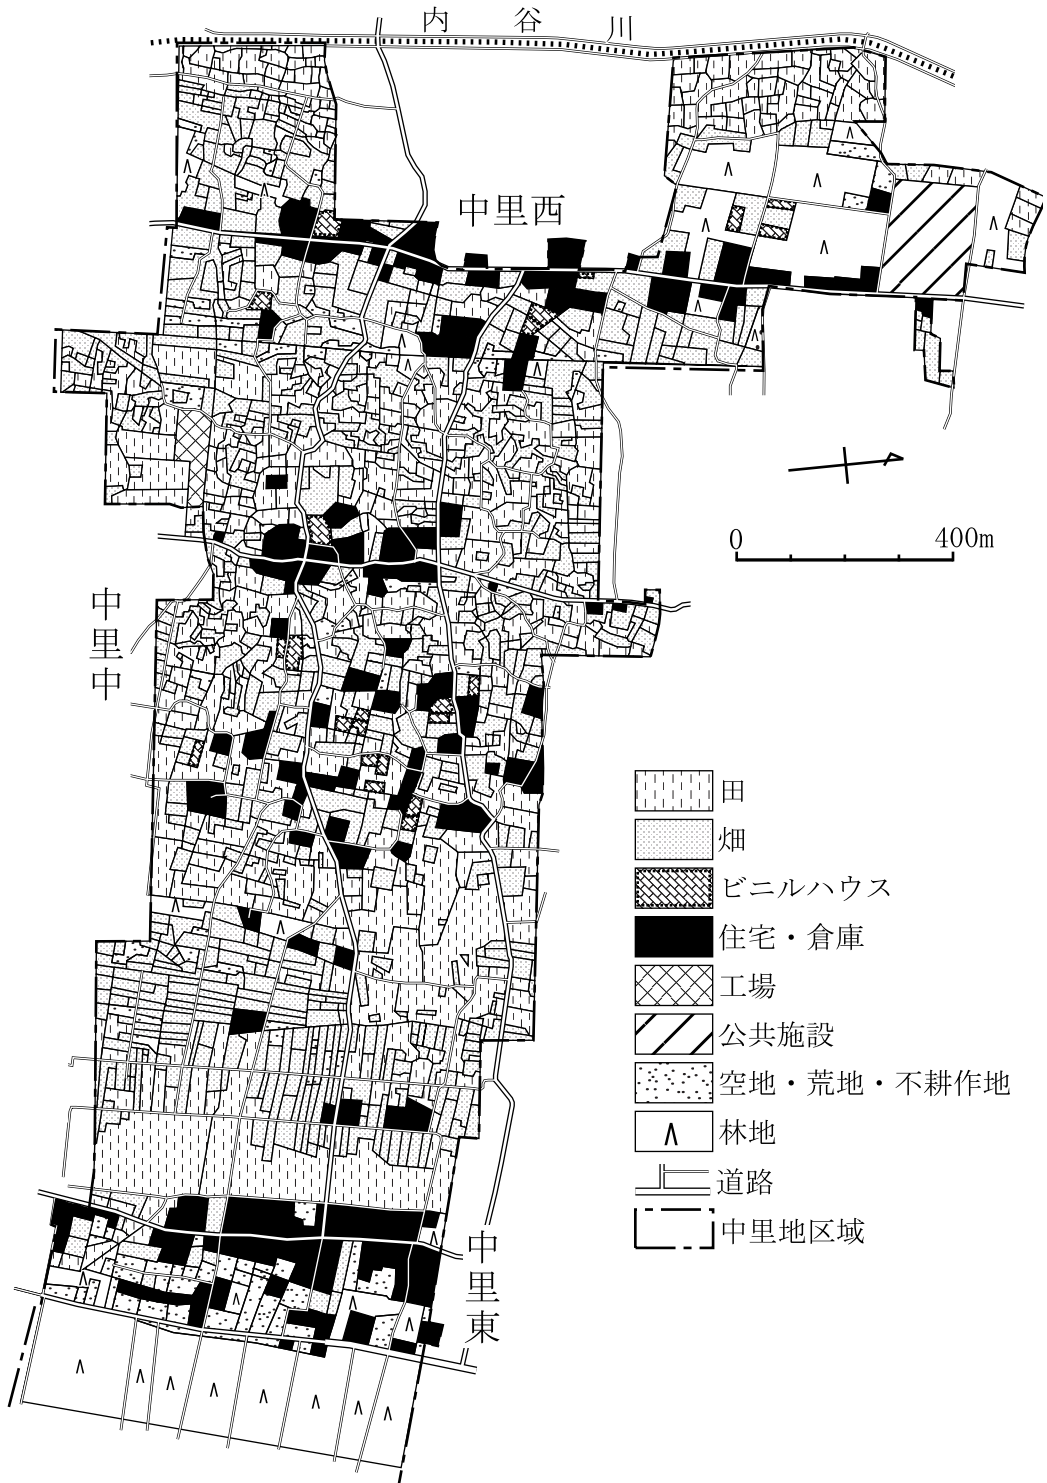 内谷川
中里西
0 400m
中里中
田
畑
ビニルハウス
住宅・倉庫
工場
公共施設
空地・荒地・不耕作地
林地
道路
中里地区域
中里東